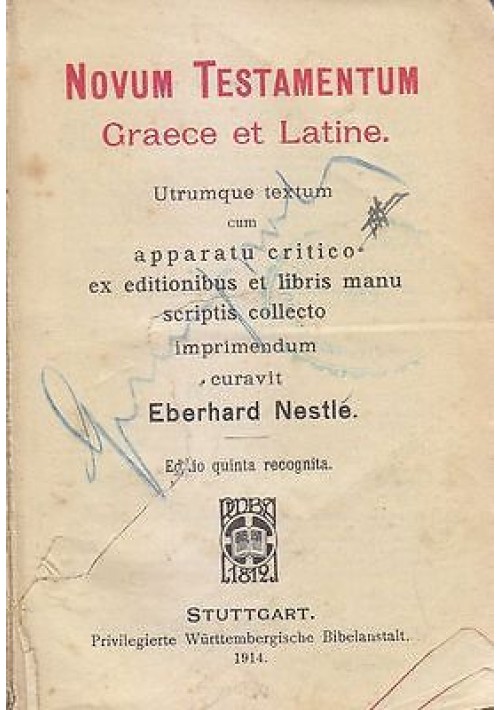 NOVUM TESTAMENTUM
Graece et Latine.
Utrumque textum
cum
apparatu critico
ex editionibus et libris manu
scriptis collecto
imprimendum
curavit
Eberhard Nestle.
Editio quinta recognita.
1812
STUTTGART.
Privilegierte Württembergische Bibelanstalt.
1914.